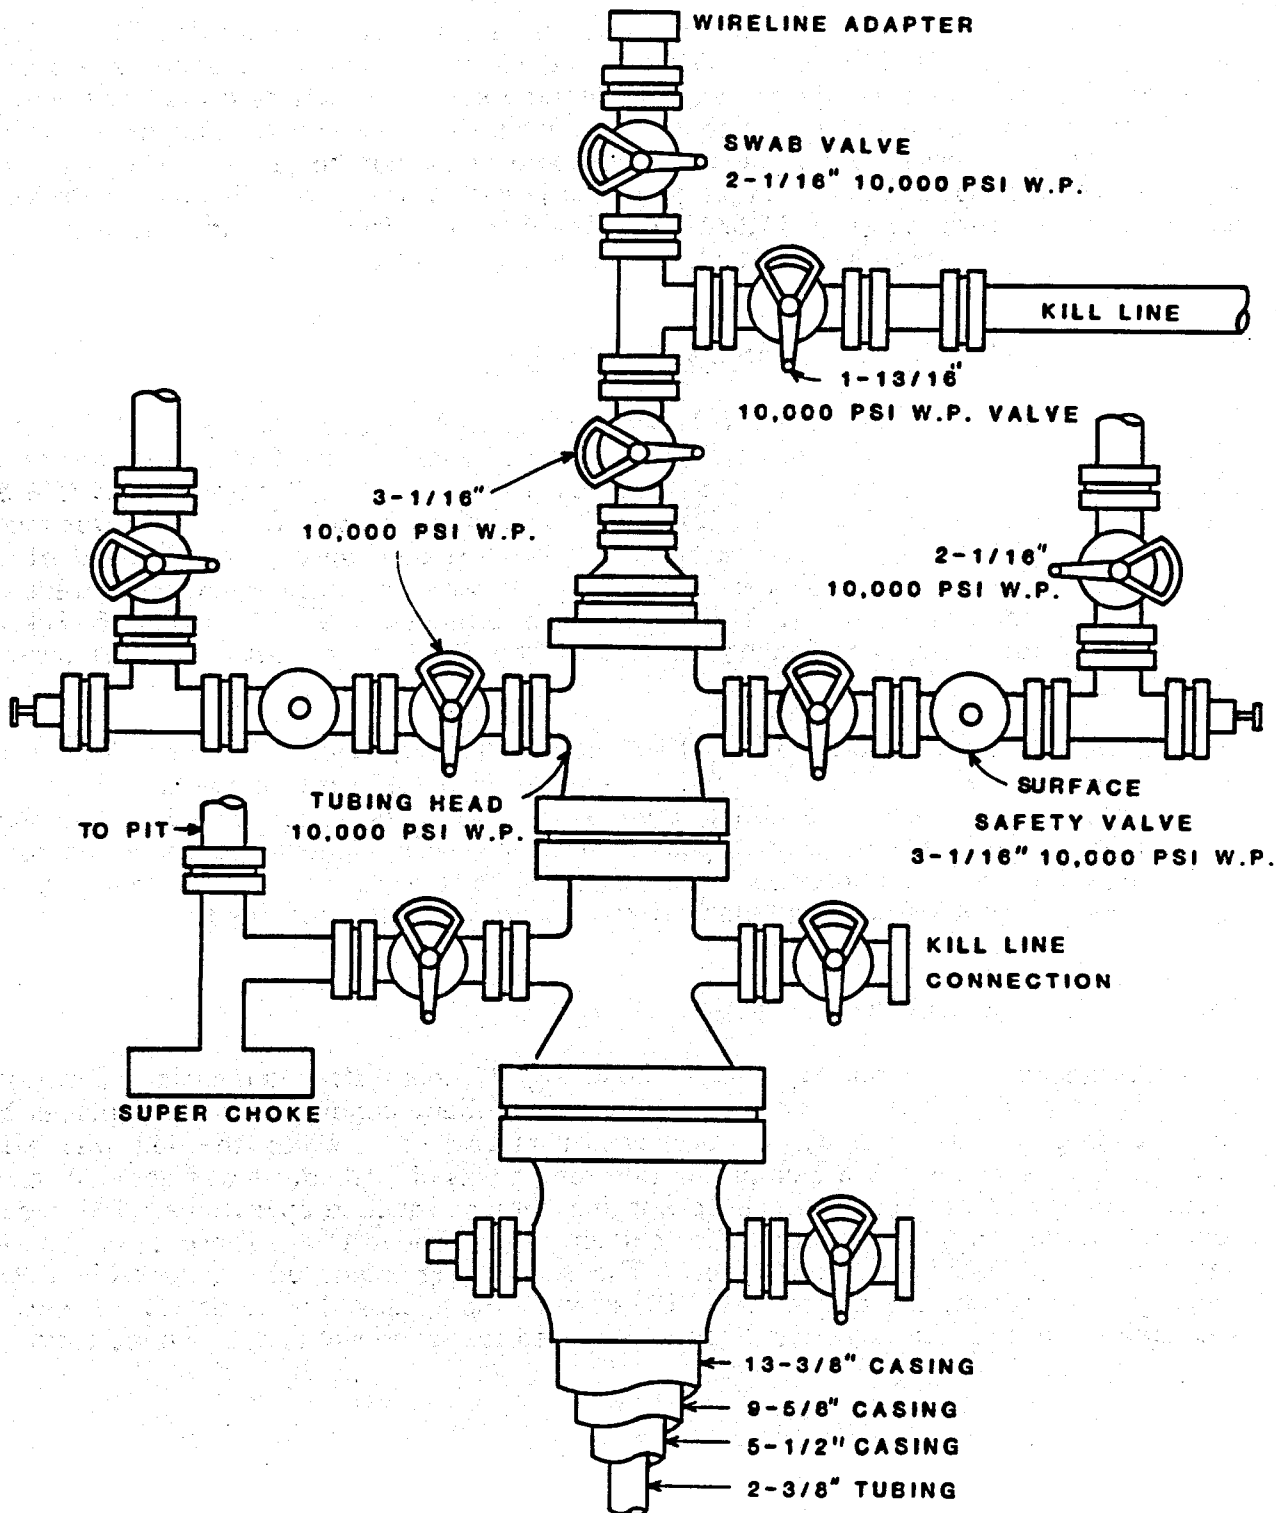 WIRELINE ADAPTER
SWAB VALVE
2-1/16" 10,000 PSI W.P.
KILL LINE
1-13/16"
10,000 PSI W.P. VALVE
3-1/16"
10,000 PSI W.P.
2-1/16"
10,000 PSI W.P.
TUBING HEAD
10,000 PSI W.P.
SURFACE
SAFETY VALVE
3-1/16" 10,000 PSI W.P.
TO PIT
KILL LINE
CONNECTION
SUPER CHOKE
13-3/8" CASING
9-5/8" CASING
5-1/2" CASING
2-3/8" TUBING